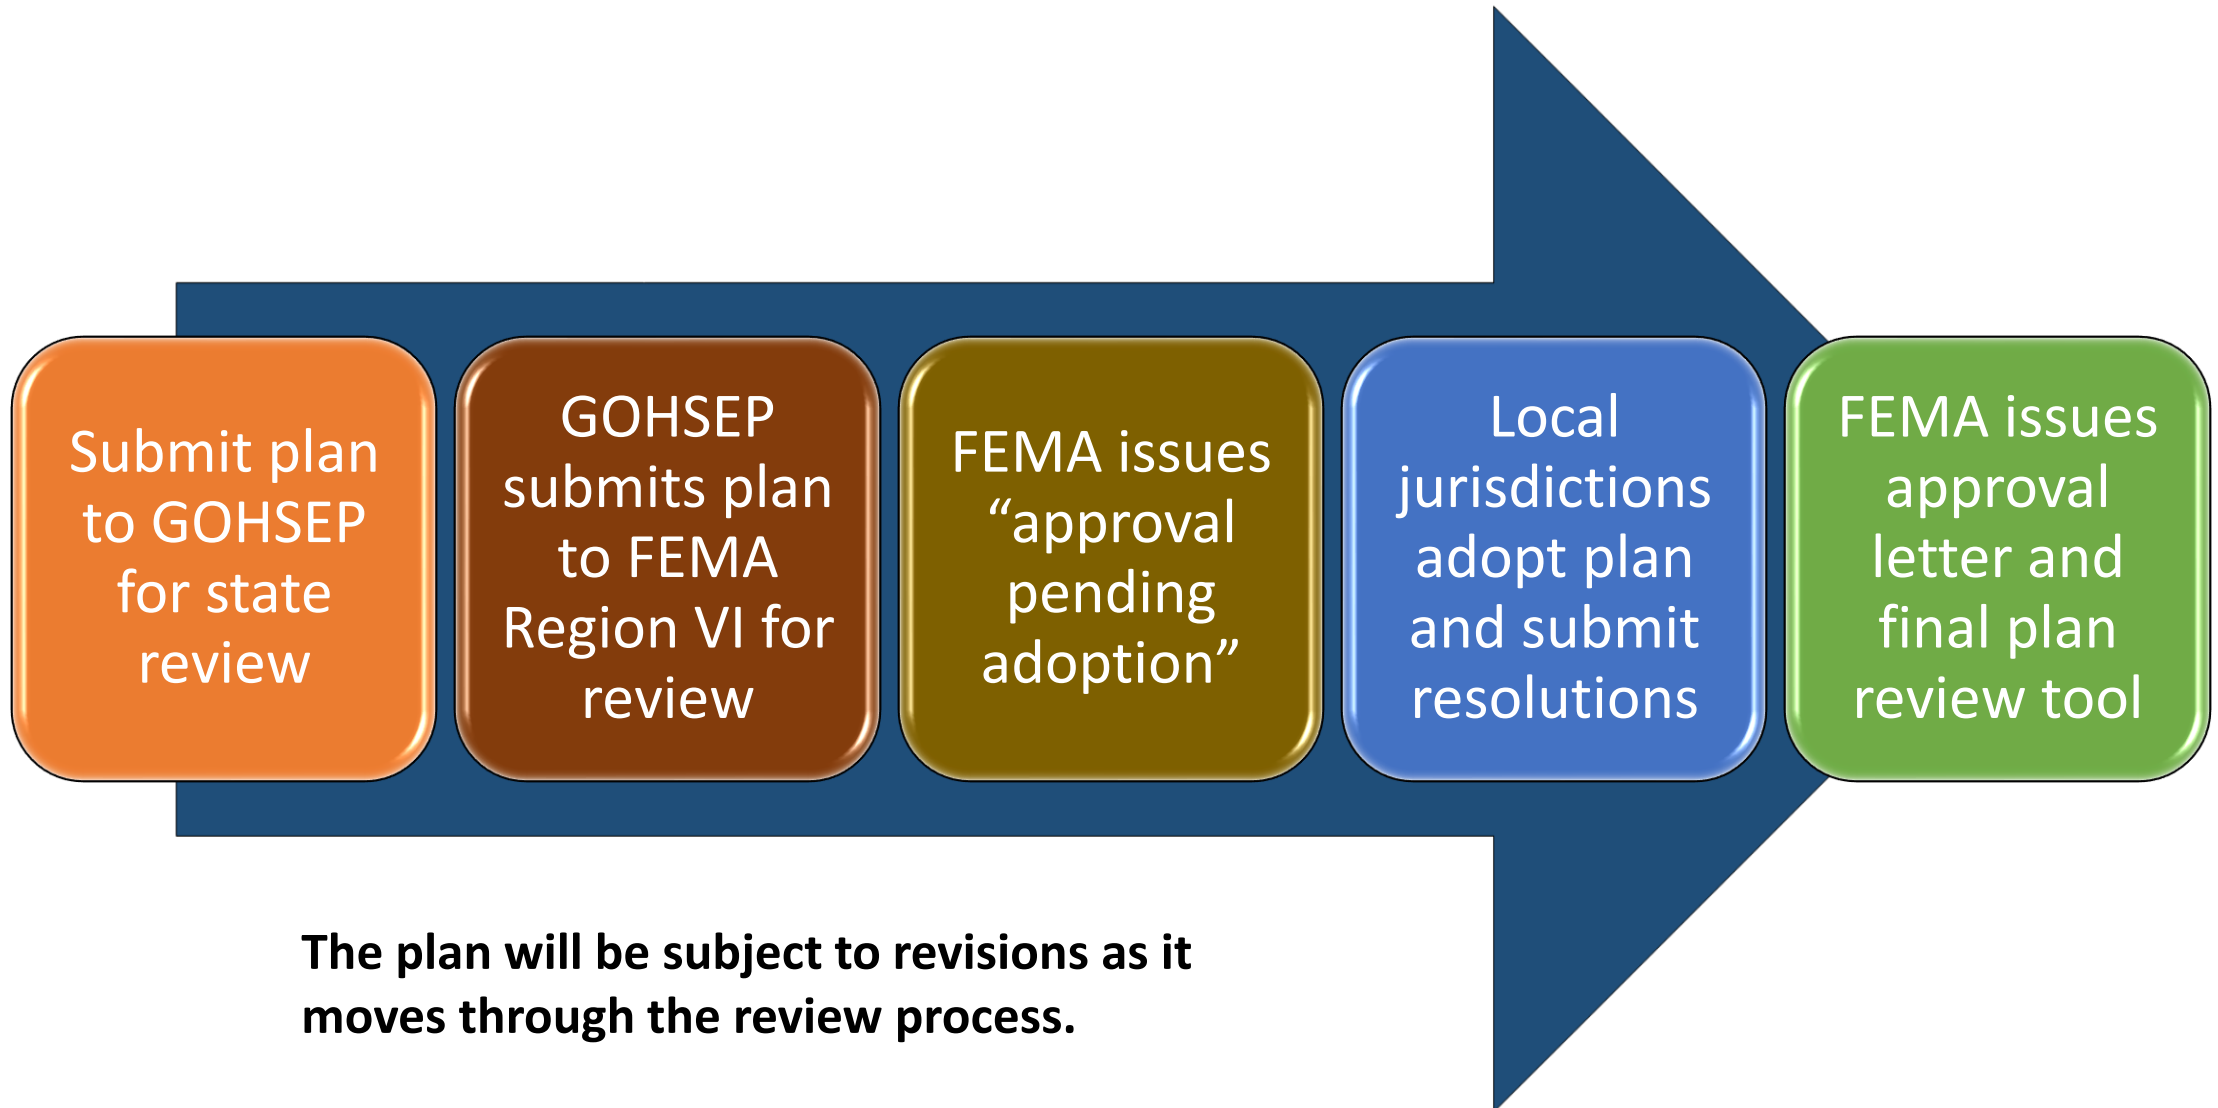 Submit plan
to GOHSEP
for state
review
GOHSEP
submits plan
to FEMA
Region VI for
review
FEMA issues
“approval
pending
adoption”
Local
jurisdictions
adopt plan
and submit
resolutions
FEMA issues
approval
letter and
final plan
review tool
The plan will be subject to revisions as it
moves through the review process.